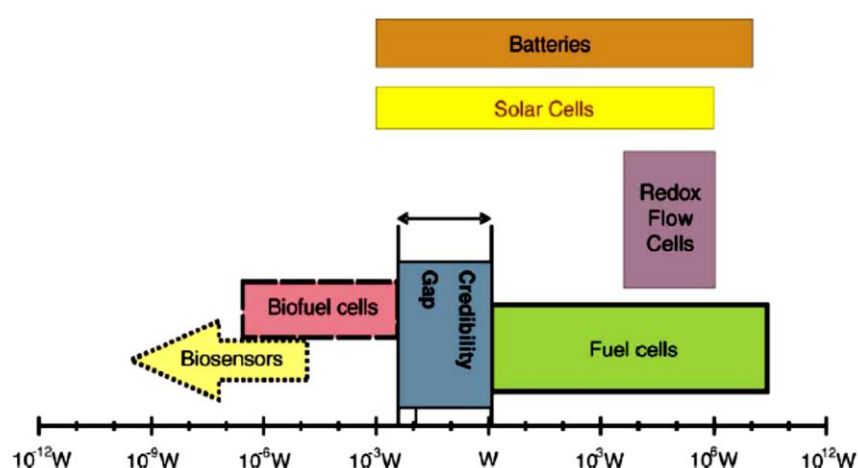 Batteries
Solar Cells
Redox
Flow
Cells
Credibility
Gap
Biofuel cells
Biosensors
Fuel cells
10⁻¹²W 10⁻⁹W 10⁻⁶W 10⁻³W W 10³W 10⁶W 10¹²W